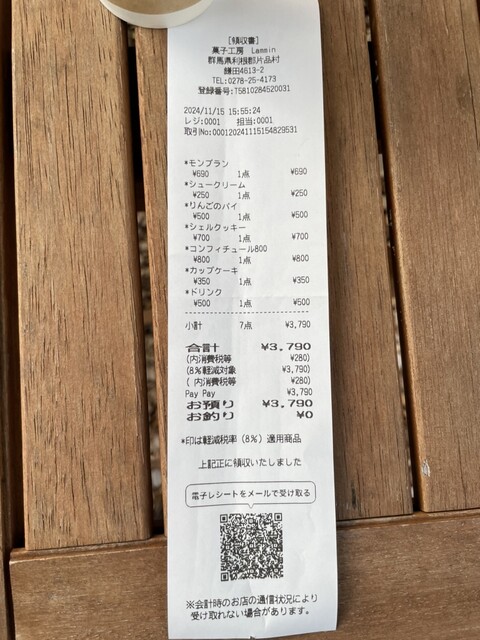 [領収書]
菓子工房 Lammin
群馬県利根郡片品村
鎌田4613-2
TEL:0278-25-4173
登録番号:T5810284520031
2024/11/15 15:55:24
レジ:0001 担当:0001
取引No:000120241115154829531
*モンブラン
¥690 1点 ¥690
*シュークリーム
¥250 1点 ¥250
*りんごのパイ
¥500 1点 ¥500
*シェルクッキー
¥700 1点 ¥700
*コンフィチュール800
¥800 1点 ¥800
*カップケーキ
¥350 1点 ¥350
*ドリンク
¥500 1点 ¥500
小計 7点 ¥3,790
合計 ¥3,790
(内消費税等 ¥280)
(8%軽減対象 ¥3,790)
( 内消費税等 ¥280)
Pay Pay ¥3,790
お預り ¥3,790
お釣り ¥0
*印は軽減税率(8%)適用商品
上記正に領収いたしました
電子レシートをメールで受け取る
※会計時のお店の通信状況により
受け取れない場合があります。